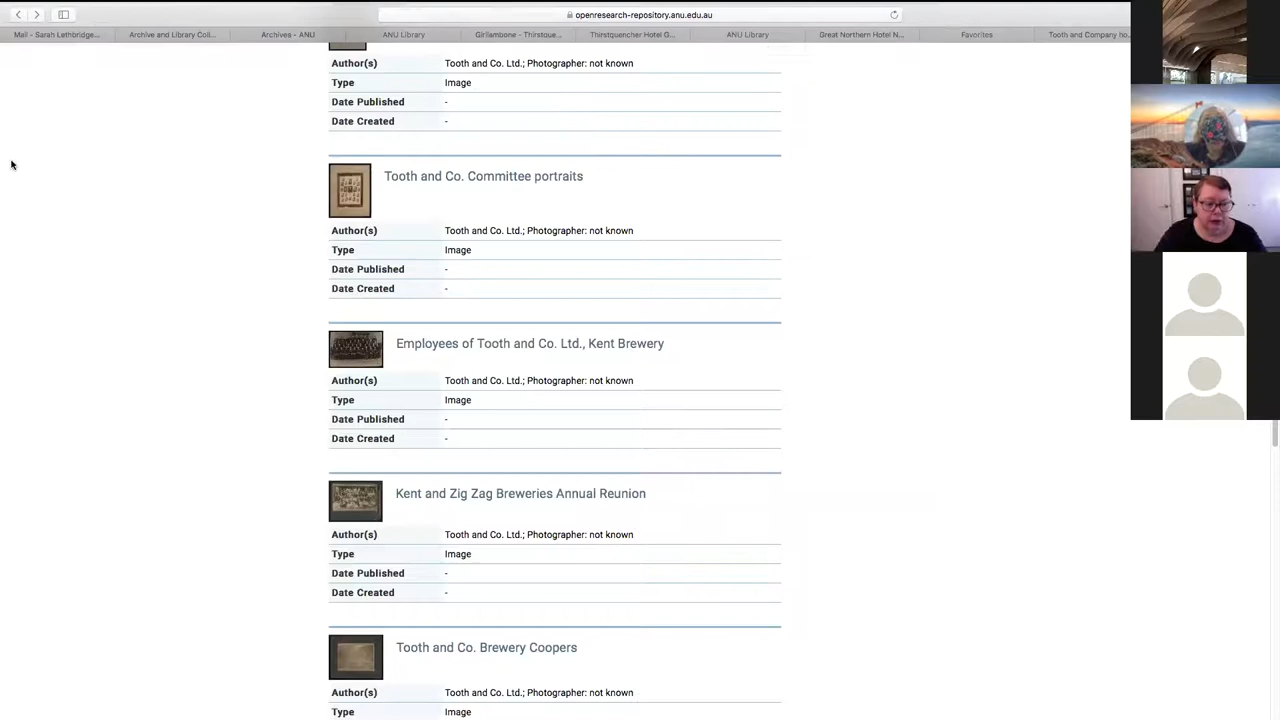 openresearch-repository.anu.edu.au
Mail - Sarah Lethbridge... Archive and Library Coll... Archives - ANU ANU Library Girilambone - Thirstque... Thirstquencher Hotel G... ANU Library Great Northern Hotel N... Favorites Tooth and Company ho...
Author(s) Tooth and Co. Ltd.; Photographer: not known
Type Image
Date Published -
Date Created -
Tooth and Co. Committee portraits
Author(s) Tooth and Co. Ltd.; Photographer: not known
Type Image
Date Published -
Date Created -
Employees of Tooth and Co. Ltd., Kent Brewery
Author(s) Tooth and Co. Ltd.; Photographer: not known
Type Image
Date Published -
Date Created -
Kent and Zig Zag Breweries Annual Reunion
Author(s) Tooth and Co. Ltd.; Photographer: not known
Type Image
Date Published -
Date Created -
Tooth and Co. Brewery Coopers
Author(s) Tooth and Co. Ltd.; Photographer: not known
Type Image